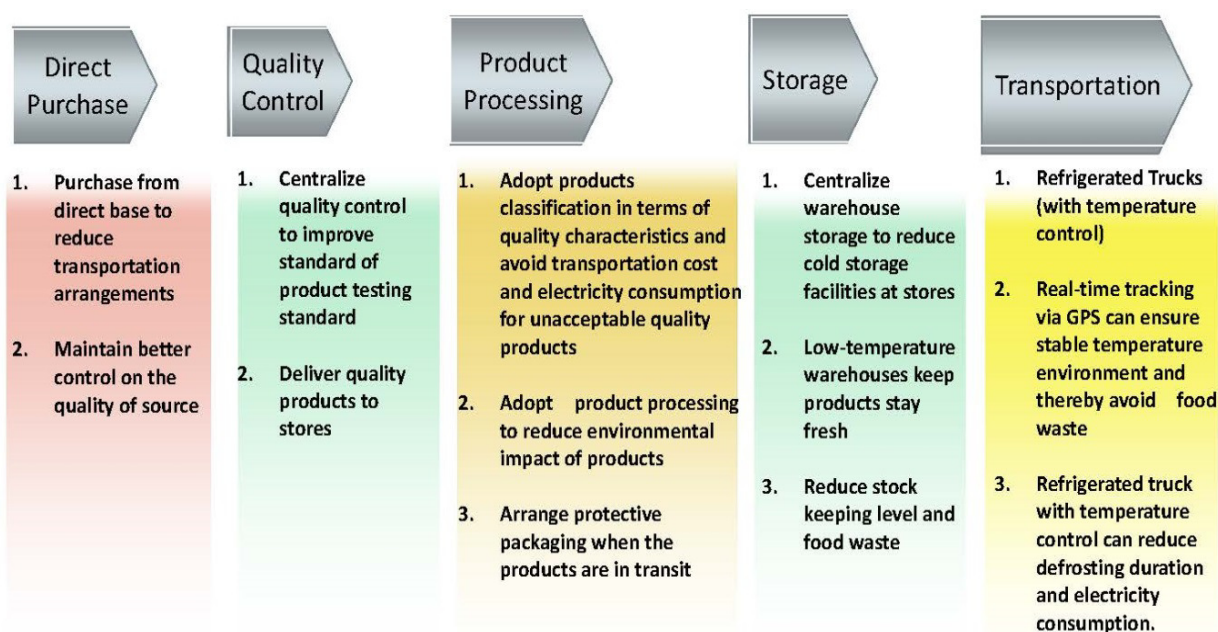 Direct
Purchase
Quality
Control
Product
Processing
Storage
Transportation
1. Purchase from
direct base to
reduce
transportation
arrangements
2. Maintain better
control on the
quality of source
1. Centralize
quality control
to improve
standard of
product testing
standard
2. Deliver quality
products to
stores
1. Adopt products
classification in terms of
quality characteristics and
avoid transportation cost
and electricity consumption
for unacceptable quality
products
2. Adopt product processing
to reduce environmental
impact of products
3. Arrange protective
packaging when the
products are in transit
1. Centralize
warehouse
storage to reduce
cold storage
facilities at stores
2. Low-temperature
warehouses keep
products stay
fresh
3. Reduce stock
keeping level and
food waste
1. Refrigerated Trucks
(with temperature
control)
2. Real-time tracking
via GPS can ensure
stable temperature
environment and
thereby avoid food
waste
3. Refrigerated truck
with temperature
control can reduce
defrosting duration
and electricity
consumption.